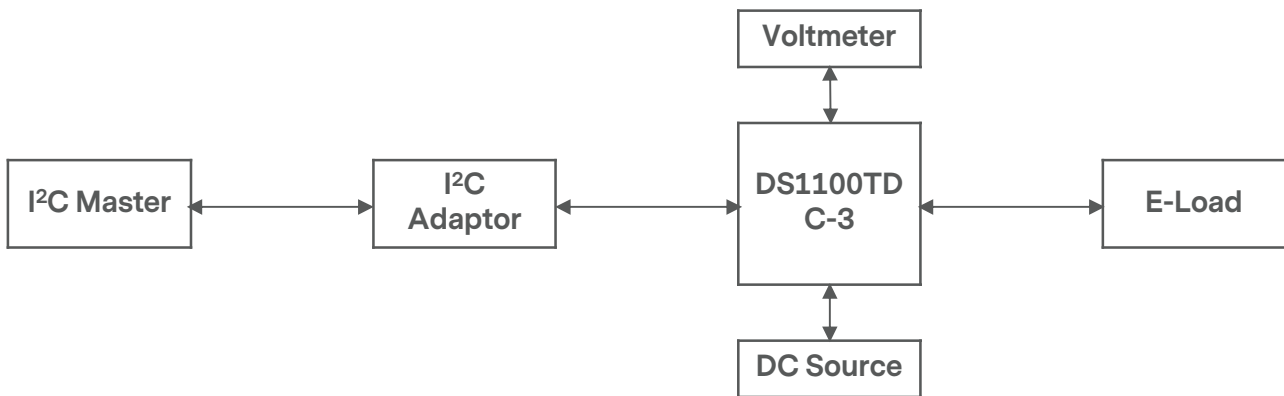 Voltmeter
I²C Master
I²C
Adaptor
DS1100TD
C-3
E-Load
DC Source